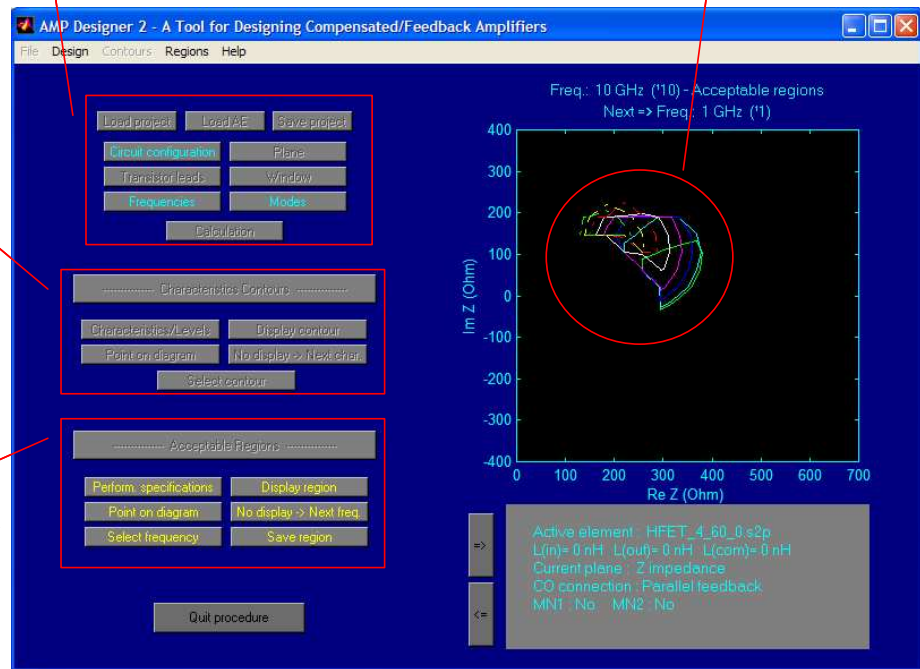 AMP Designer 2 - A Tool for Designing Compensated/Feedback Amplifiers
File Design Contours Regions Help
Load project Load AE Save project
Circuit configuration Plane
Transistor leads Window
Frequencies Modes
Calculation
--------------- Characteristics Contours ---------------
Characteristics/Levels Display contour
Point on diagram No display -> Next char.
Select contour
--------------- Acceptable Regions ---------------
Perform. specifications Display region
Point on diagram No display -> Next freq.
Select frequency Save region
Quit procedure
Freq.: 10 GHz ('10) - Acceptable regions
Next => Freq.: 1 GHz ('1)
400
300
200
100
0
-100
-200
-300
-400
Im Z (Ohm)
0 100 200 300 400 500 600 700
Re Z (Ohm)
=>
<=
Active element : HFET_4_60_0.s2p
L(in)= 0 nH L(out)= 0 nH L(com)= 0 nH
Current plane : Z impedance
CO connection : Parallel feedback
MN1 : No MN2 : No